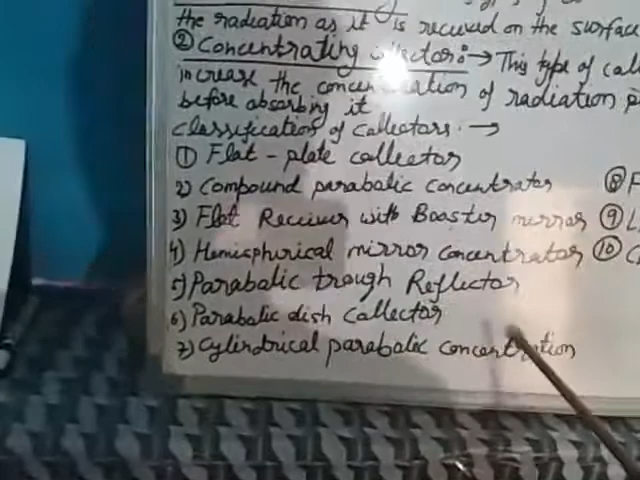 the radiation as it is received on the surface
② Concentrating collector :→ This type of coll
increase the concentration of radiation p
before absorbing it
classification of collectors :→
① Flat - plate collector
2) Compound parabolic concentrator ⑧ F
3) Flat Receiver with Booster mirror ⑨ L
4) Hemispherical mirror concentrator ⑩ C
5) Parabolic trough Reflector
6) Parabolic dish collector
7) Cylindrical parabolic concentration